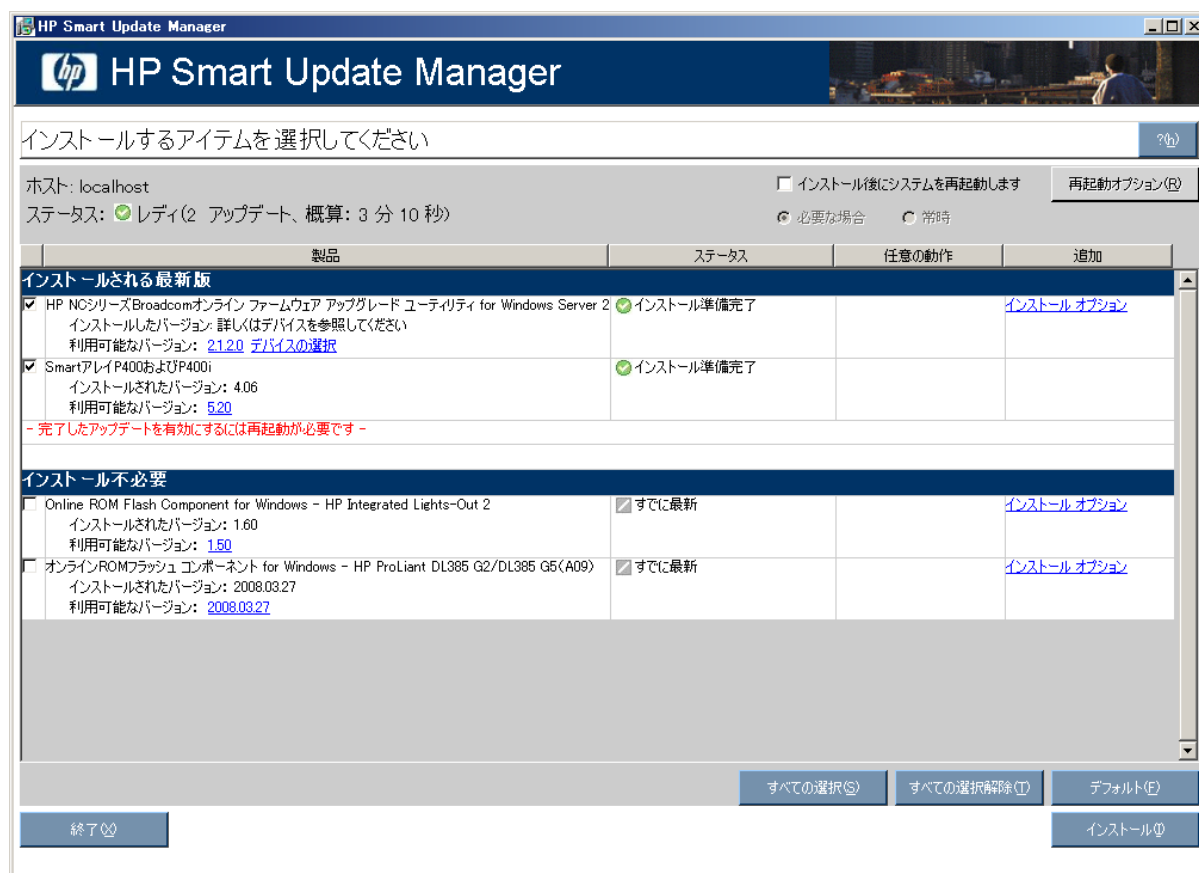 HP Smart Update Manager
hp HP Smart Update Manager
インストールするアイテムを選択してください ?(h)
ホスト: localhost
インストール後にシステムを再起動します 再起動オプション(R)
ステータス: レディ(2 アップデート、概算: 3 分 10 秒)
必要な場合 常時
製品 ステータス 任意の動作 追加
インストールされる最新版
HP NCシリーズBroadcomオンライン ファームウェア アップグレード ユーティリティ for Windows Server 2 インストール準備完了 インストール オプション
インストールしたバージョン: 詳しくはデバイスを参照してください
利用可能なバージョン: 2.1.2.0 デバイスの選択
SmartアレイP400およびP400i インストール準備完了
インストールされたバージョン: 4.06
利用可能なバージョン: 5.20
- 完了したアップデートを有効にするには再起動が必要です -
インストール不必要
Online ROM Flash Component for Windows - HP Integrated Lights-Out 2 すでに最新 インストール オプション
インストールされたバージョン: 1.60
利用可能なバージョン: 1.50
オンラインROMフラッシュ コンポーネント for Windows - HP ProLiant DL385 G2/DL385 G5(A09) すでに最新 インストール オプション
インストールされたバージョン: 2008.03.27
利用可能なバージョン: 2008.03.27
すべての選択(S) すべての選択解除(T) デフォルト(F)
終了(X) インストール(I)